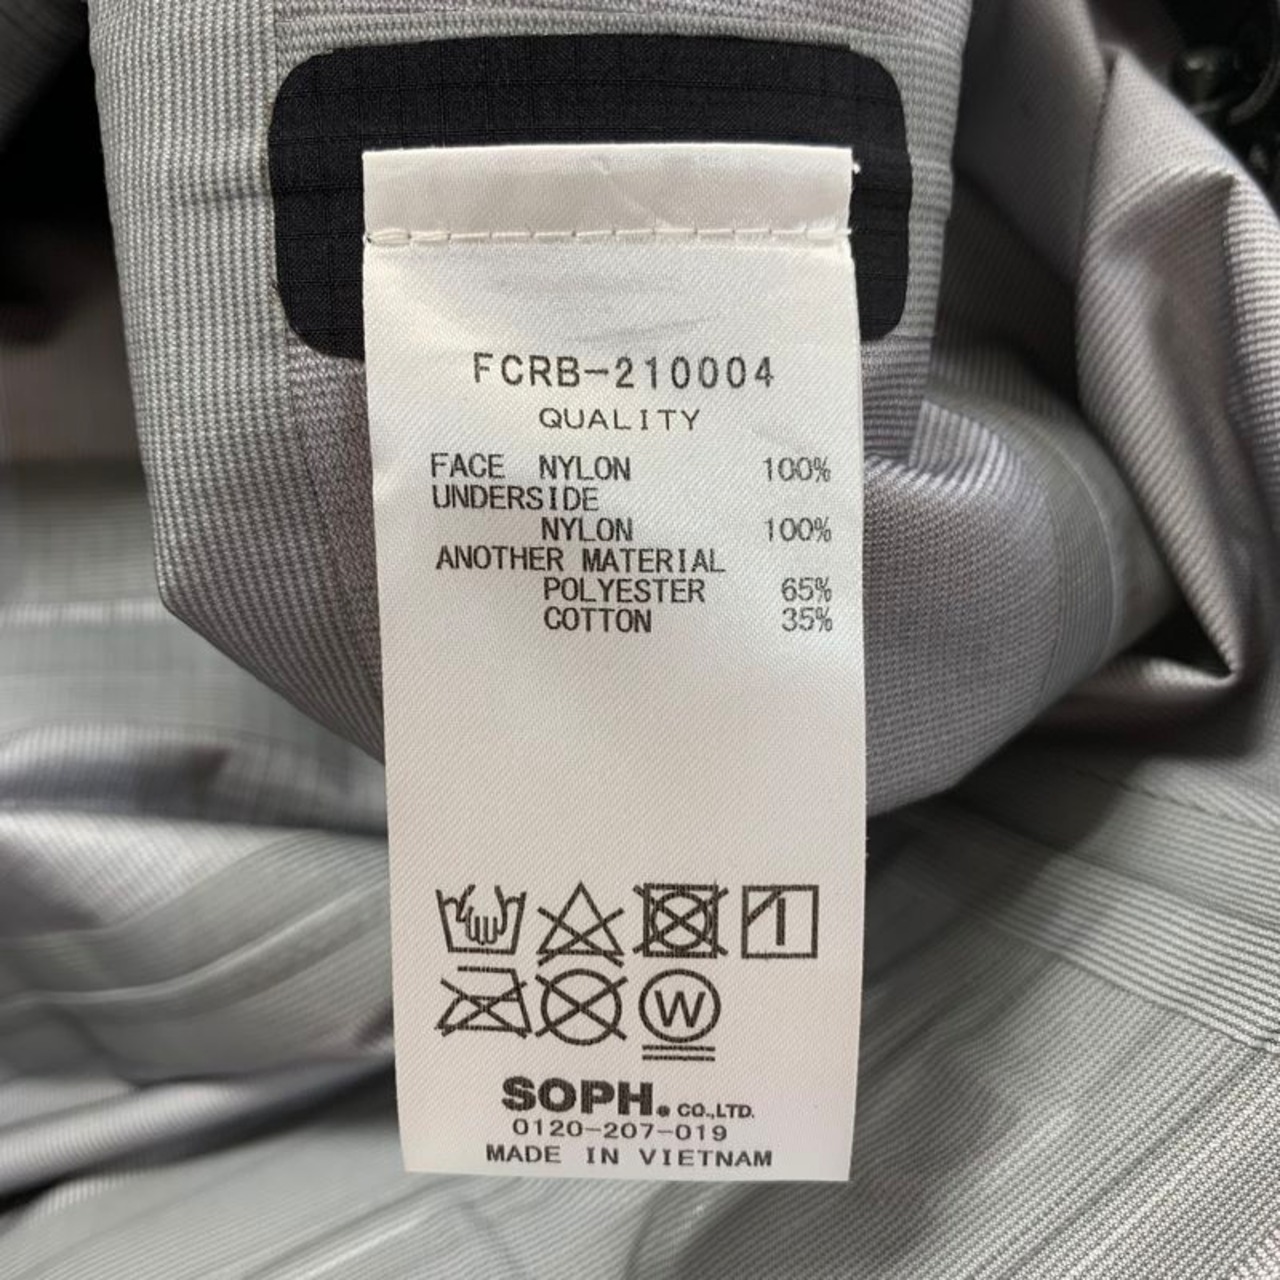 FCRB-210004
QUALITY
FACE NYLON 100%
UNDERSIDE
NYLON 100%
ANOTHER MATERIAL
POLYESTER 65%
COTTON 35%
W
SOPH. CO.,LTD.
0120-207-019
MADE IN VIETNAM